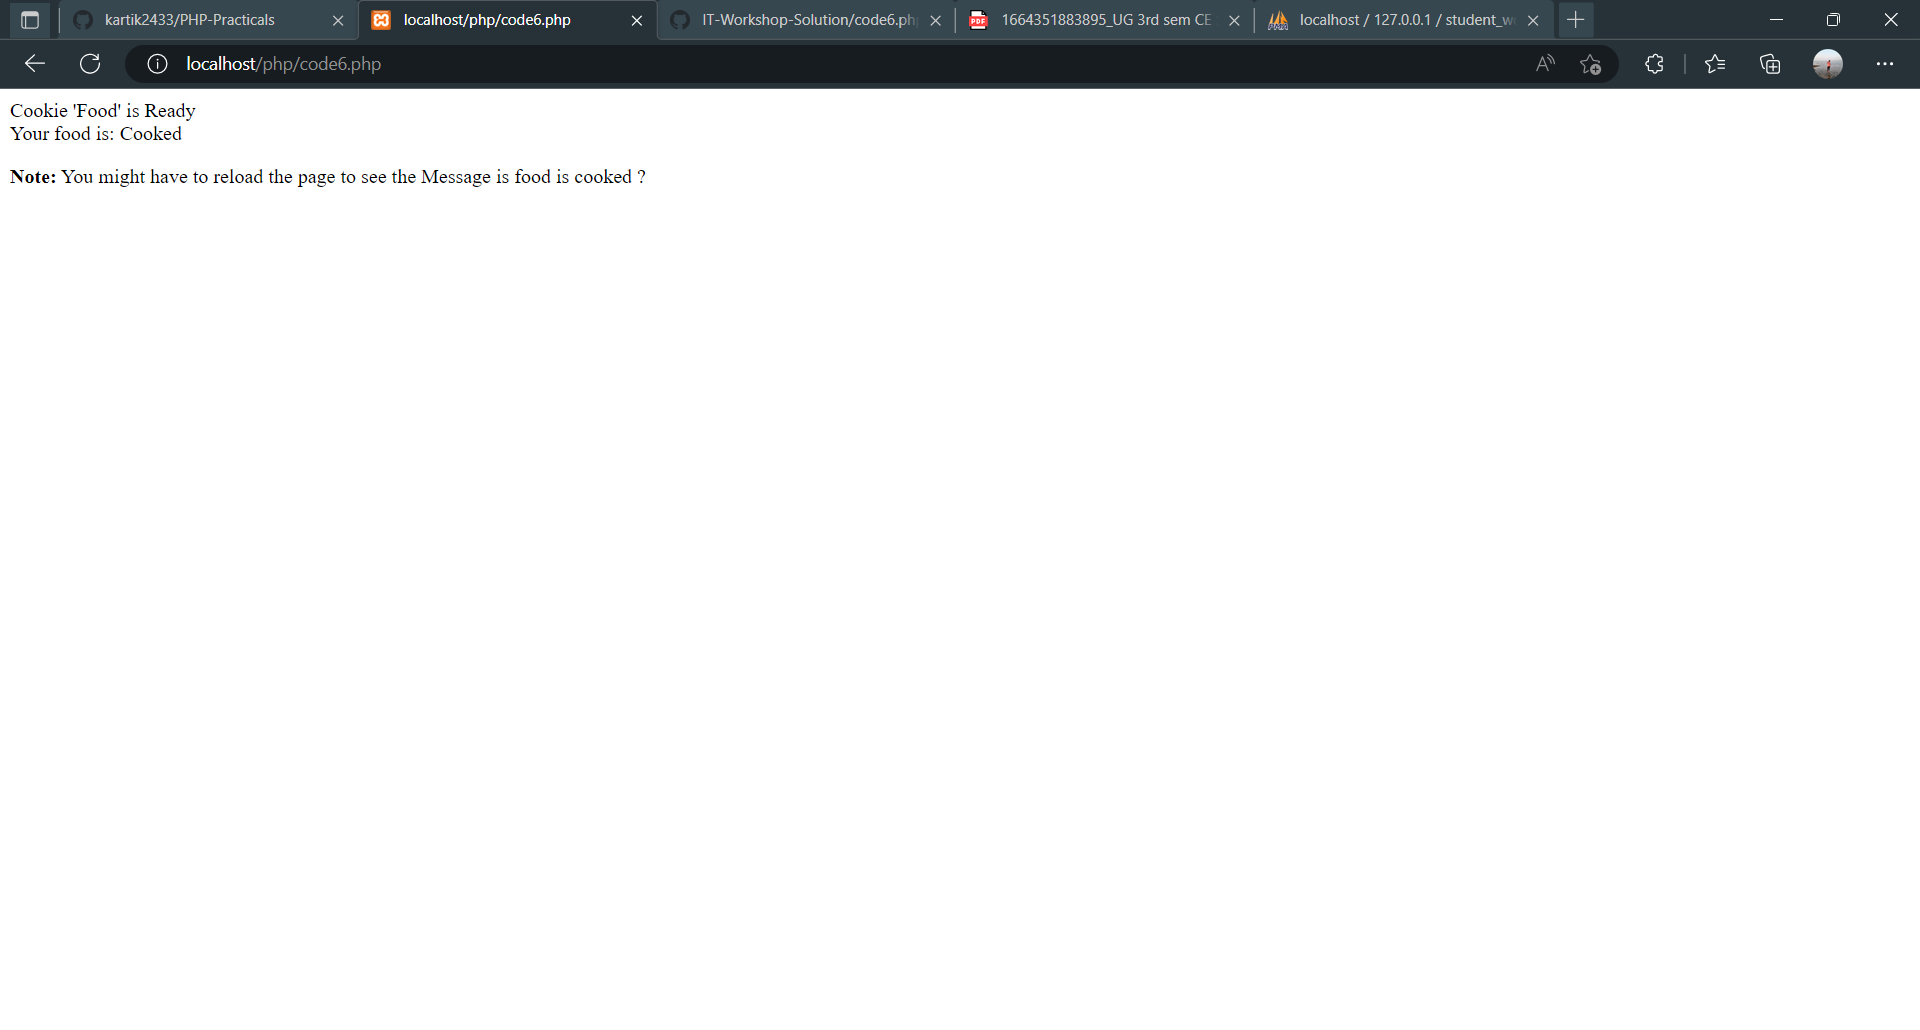 kartik2433/PHP-Practicals
localhost/php/code6.php
IT-Workshop-Solution/code6.ph
1664351883895_UG 3rd sem CE
localhost / 127.0.0.1 / student_w
localhost/php/code6.php
Cookie 'Food' is Ready
Your food is: Cooked
Note: You might have to reload the page to see the Message is food is cooked ?